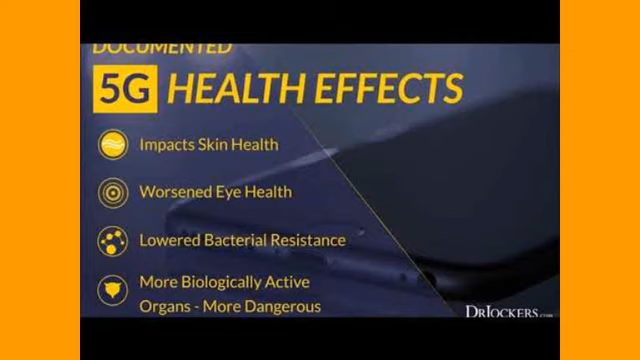 DOCUMENTED
5G HEALTH EFFECTS
Impacts Skin Health
Worsened Eye Health
Lowered Bacterial Resistance
More Biologically Active
Organs - More Dangerous
DRJOCKERS.COM